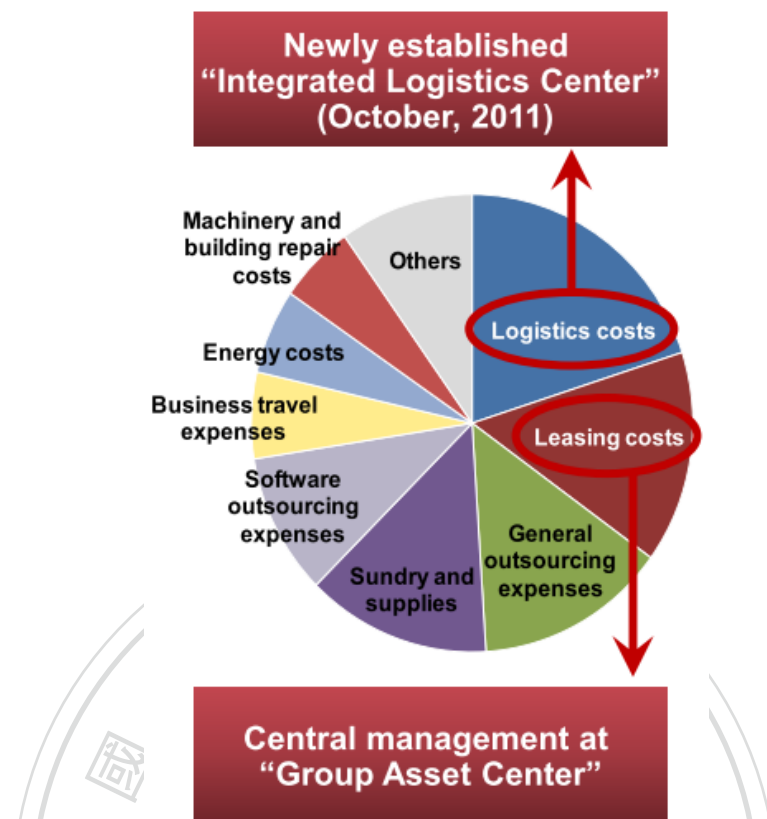 Newly established
“Integrated Logistics Center”
(October, 2011)
Machinery and
building repair
costs
Others
Logistics costs
Energy costs
Business travel
expenses
Leasing costs
Software
outsourcing
expenses
General
outsourcing
expenses
Sundry and
supplies
Central management at
“Group Asset Center”
國